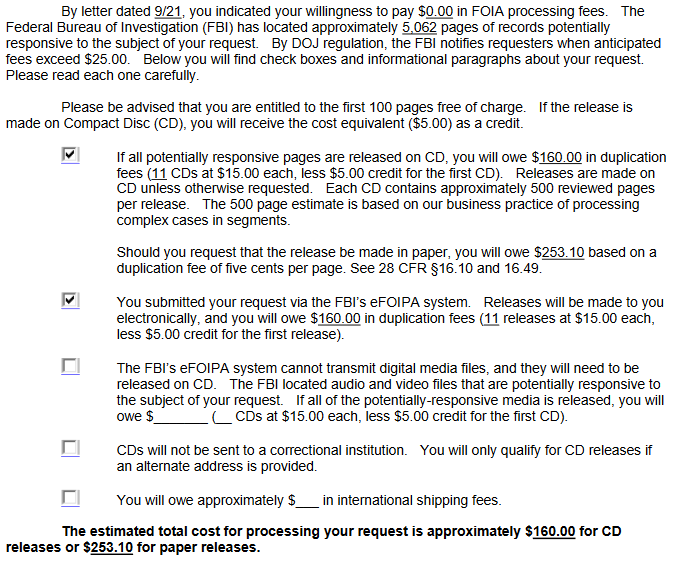 By letter dated 9/21, you indicated your willingness to pay $0.00 in FOIA processing fees. The
Federal Bureau of Investigation (FBI) has located approximately 5,062 pages of records potentially
responsive to the subject of your request. By DOJ regulation, the FBI notifies requesters when anticipated
fees exceed $25.00. Below you will find check boxes and informational paragraphs about your request.
Please read each one carefully.
Please be advised that you are entitled to the first 100 pages free of charge. If the release is
made on Compact Disc (CD), you will receive the cost equivalent ($5.00) as a credit.
If all potentially responsive pages are released on CD, you will owe $160.00 in duplication
fees (11 CDs at $15.00 each, less $5.00 credit for the first CD). Releases are made on
CD unless otherwise requested. Each CD contains approximately 500 reviewed pages
per release. The 500 page estimate is based on our business practice of processing
complex cases in segments.
Should you request that the release be made in paper, you will owe $253.10 based on a
duplication fee of five cents per page. See 28 CFR §16.10 and 16.49.
You submitted your request via the FBI's eFOIPA system. Releases will be made to you
electronically, and you will owe $160.00 in duplication fees (11 releases at $15.00 each,
less $5.00 credit for the first release).
The FBI's eFOIPA system cannot transmit digital media files, and they will need to be
released on CD. The FBI located audio and video files that are potentially responsive to
the subject of your request. If all of the potentially-responsive media is released, you will
owe $_______ (__ CDs at $15.00 each, less $5.00 credit for the first CD).
CDs will not be sent to a correctional institution. You will only qualify for CD releases if
an alternate address is provided.
You will owe approximately $___ in international shipping fees.
The estimated total cost for processing your request is approximately $160.00 for CD
releases or $253.10 for paper releases.